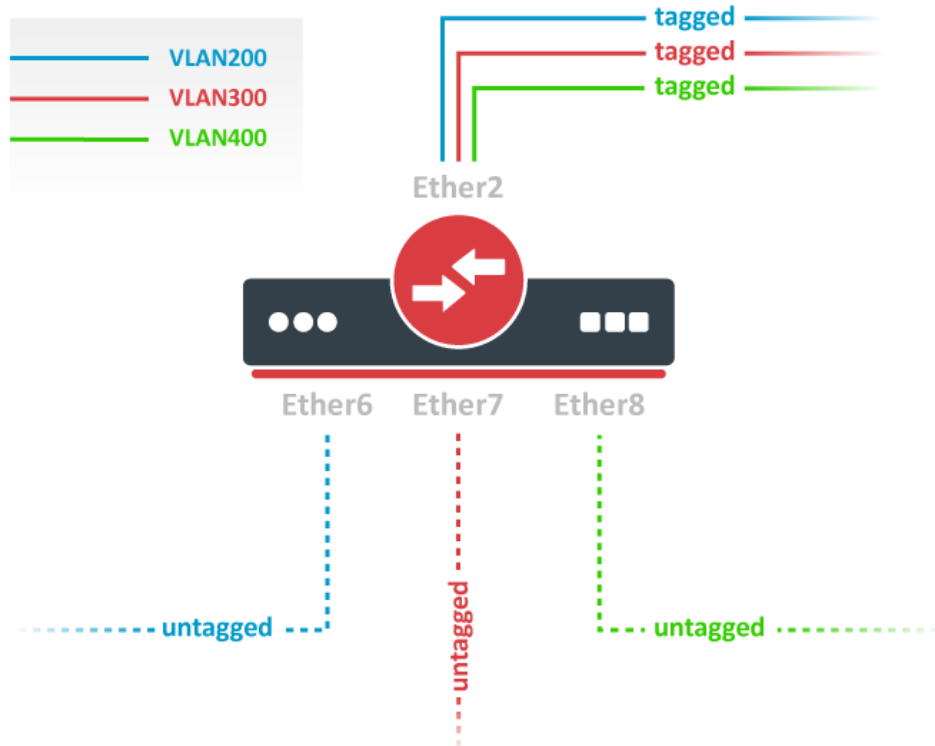 VLAN200
VLAN300
VLAN400
tagged
tagged
tagged
Ether2
Ether6
Ether7
Ether8
untagged
untagged
untagged